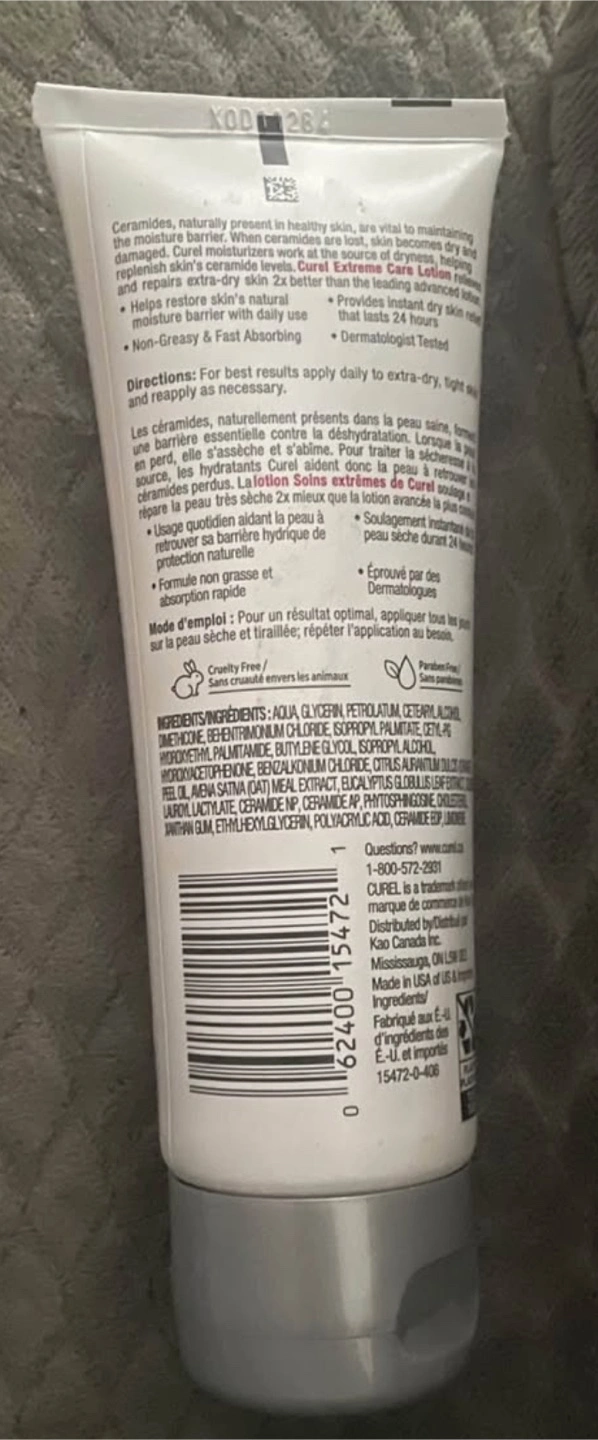 Ceramides, naturally present in healthy skin, are vital to maintaining
the moisture barrier. When ceramides are lost, skin becomes dry and
damaged. Curel moisturizers work at the source of dryness, helping
replenish skin's ceramide levels. Curel Extreme Care Lotion
and repairs extra-dry skin 2x better than the leading advanced lotion
• Helps restore skin's natural
moisture barrier with daily use
• Non-Greasy & Fast Absorbing
• Provides instant dry skin
that lasts 24 hours
• Dermatologist Tested
Directions: For best results apply daily to extra-dry, tight
and reapply as necessary.
Les céramides, naturellement présents dans la peau saine,
une barrière essentielle contre la déshydratation. Lorsque la
en perd, elle s'assèche et s'abîme. Pour traiter la sécheresse à
source, les hydratants Curel aident donc la peau à retrouver
céramides perdus. La lotion Soins extrêmes de Curel soulage
répare la peau très sèche 2x mieux que la lotion avancée la plus
• Usage quotidien aidant la peau à
retrouver sa barrière hydrique de
protection naturelle
• Formule non grasse et
absorption rapide
• Soulagement
peau sèche durant 24
• Éprouvé par des
Dermatologues
Mode d'emploi : Pour un résultat optimal, appliquer tous les
sur la peau sèche et tiraillée; répéter l'application au besoin.
Cruelty Free /
Sans cruauté envers les animaux
Paraben Free/
Sans
INGREDIENTS/INGRÉDIENTS : AQUA, GLYCERIN, PETROLATUM, CETEARYL ALCOHOL,
DIMETHICONE, BEHENTRIMONIUM CHLORIDE, ISOPROPYL PALMITATE, CETYL-PG
HYDROXYETHYL PALMITAMIDE, BUTYLENE GLYCOL, ISOPROPYL ALCOHOL,
HYDROXYACETOPHENONE, BENZALKONIUM CHLORIDE, CITRUS AURANTIUM DULCIS
PEEL OIL, AVENA SATIVA (OAT) MEAL EXTRACT, EUCALYPTUS GLOBULUS LEAF EXTRACT,
LAUROYL LACTYLATE, CERAMIDE NP, CERAMIDE AP, PHYTOSPHINGOSINE, CHOLESTEROL,
XANTHAN GUM, ETHYLHEXYLGLYCERIN, POLYACRYLIC ACID, CERAMIDE EOP,
Questions?
1-800-572-2931
CUREL is a trademark
marque de commerce
Distributed by
Kao Canada Inc.
Mississauga, ON
Made in USA of US &
Ingredients/
Fabriqué aux É.-U.
d'ingrédients des
É.-U. et importés
15472-0-406
0 62400 15472 1